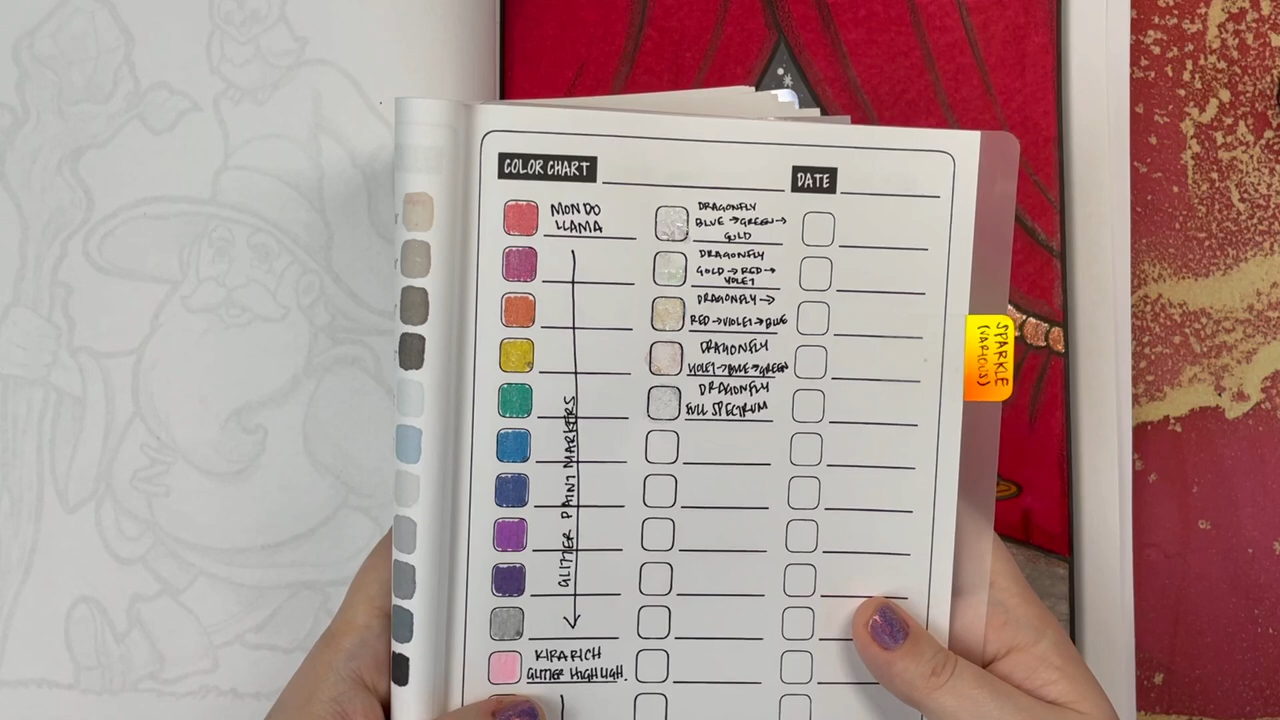 COLOR CHART
DATE
MONDO
LLAMA
GLITTER PAINT MARKERS
KIRARICH
GLITTER HIGHLIGH.
DRAGONFLY
BLUE → GREEN →
GOLD
DRAGONFLY
GOLD → RED →
VIOLET
DRAGONFLY →
RED → VIOLET → BLUE
DRAGONFLY
VIOLET → BLUE → GREEN
DRAGONFLY
FULL SPECTRUM
SPARKLE
(VARIOUS)